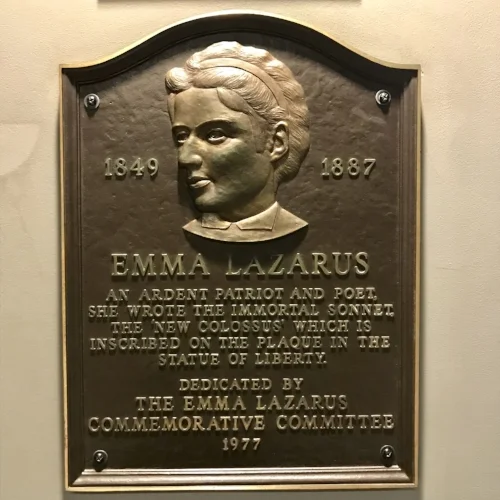 1849 1887
EMMA LAZARUS
AN ARDENT PATRIOT AND POET,
SHE WROTE THE IMMORTAL SONNET,
THE 'NEW COLOSSUS' WHICH IS
INSCRIBED ON THE PLAQUE IN THE
STATUE OF LIBERTY.
DEDICATED BY
THE EMMA LAZARUS
COMMEMORATIVE COMMITTEE
1977